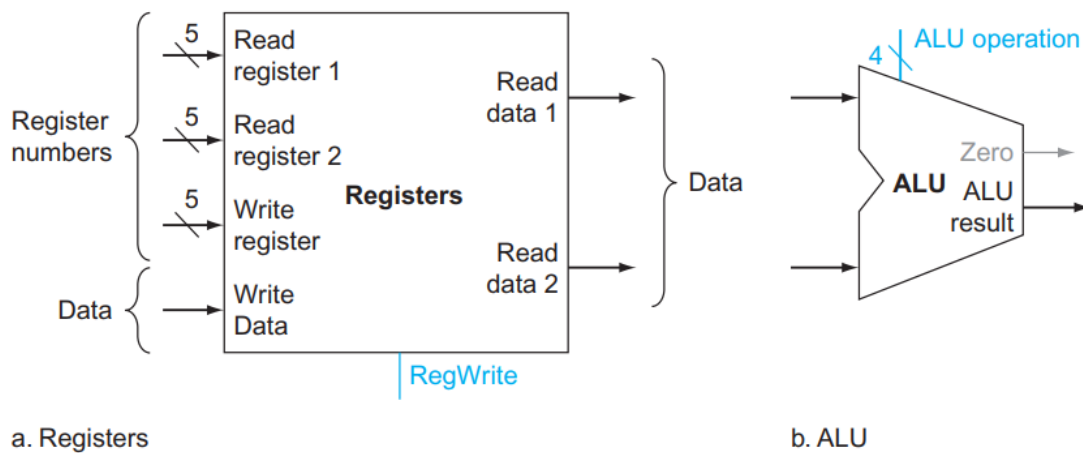 Register
numbers
Data
5
Read
register 1
5
Read
register 2
5
Write
register
Write
Data
Registers
Read
data 1
Read
data 2
RegWrite
Data
4
ALU operation
Zero
ALU
ALU
result
a. Registers
b. ALU